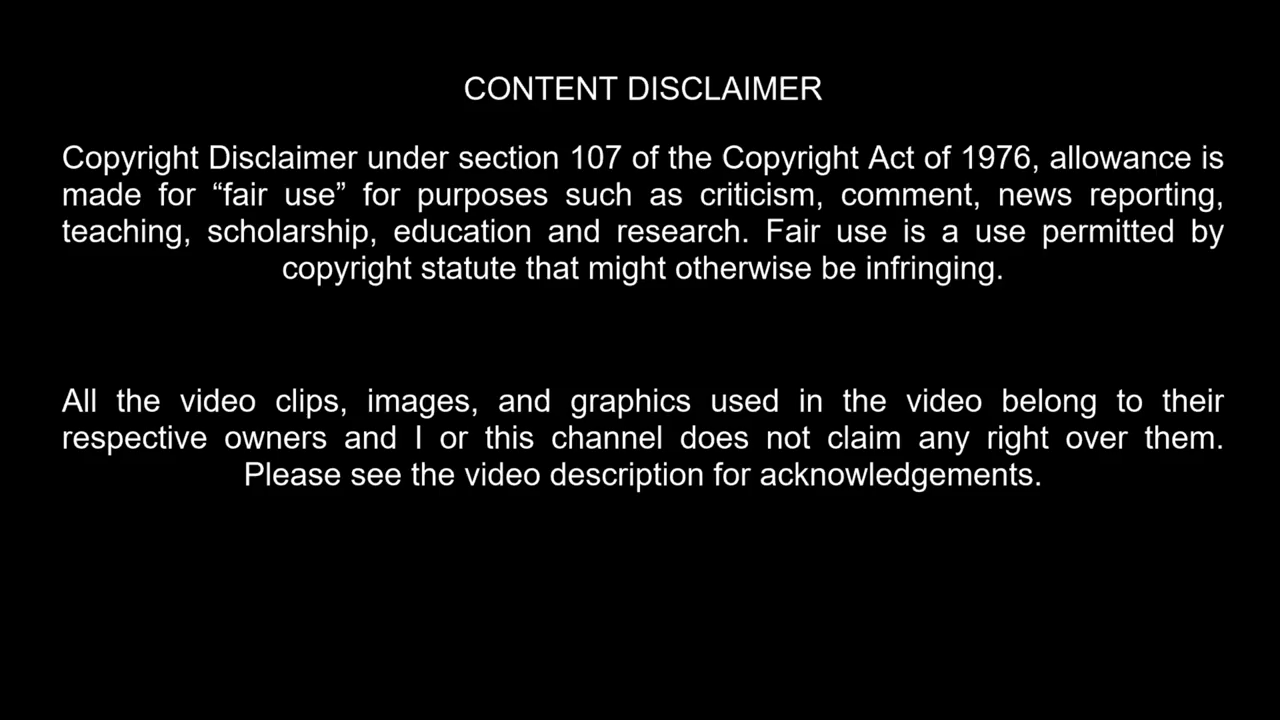 CONTENT DISCLAIMER
Copyright Disclaimer under section 107 of the Copyright Act of 1976, allowance is
made for “fair use” for purposes such as criticism, comment, news reporting,
teaching, scholarship, education and research. Fair use is a use permitted by
copyright statute that might otherwise be infringing.
All the video clips, images, and graphics used in the video belong to their
respective owners and I or this channel does not claim any right over them.
Please see the video description for acknowledgements.